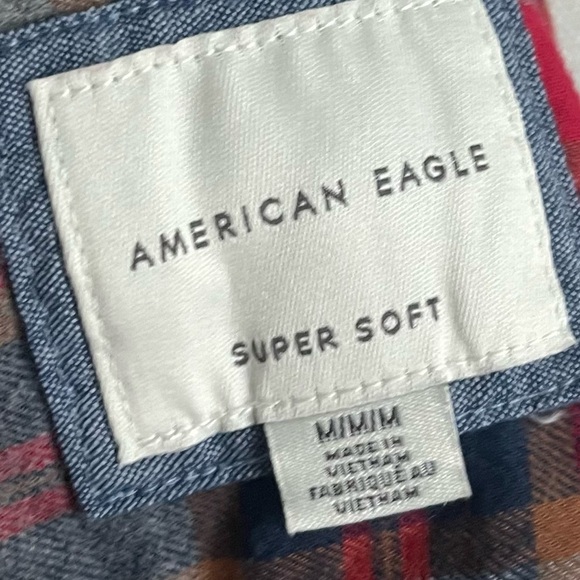 AMERICAN EAGLE
SUPER SOFT
M/M/M
MADE IN
VIETNAM
FABRIQUÉ AU
VIETNAM